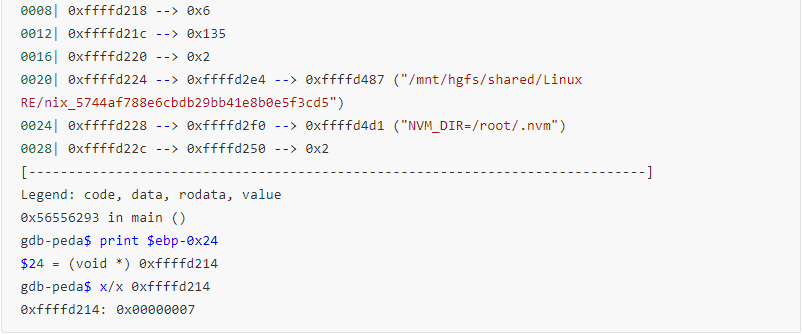 0008| 0xffffd218 --> 0x6
0012| 0xffffd21c --> 0x135
0016| 0xffffd220 --> 0x2
0020| 0xffffd224 --> 0xffffd2e4 --> 0xffffd487 ("/mnt/hgfs/shared/Linux
RE/nix_5744af788e6cbdb29bb41e8b0e5f3cd5")
0024| 0xffffd228 --> 0xffffd2f0 --> 0xffffd4d1 ("NVM_DIR=/root/.nvm")
0028| 0xffffd22c --> 0xffffd250 --> 0x2
[------------------------------------------------------------------------------]
Legend: code, data, rodata, value
0x56556293 in main ()
gdb-peda$ print $ebp-0x24
$24 = (void *) 0xffffd214
gdb-peda$ x/x 0xffffd214
0xffffd214: 0x00000007